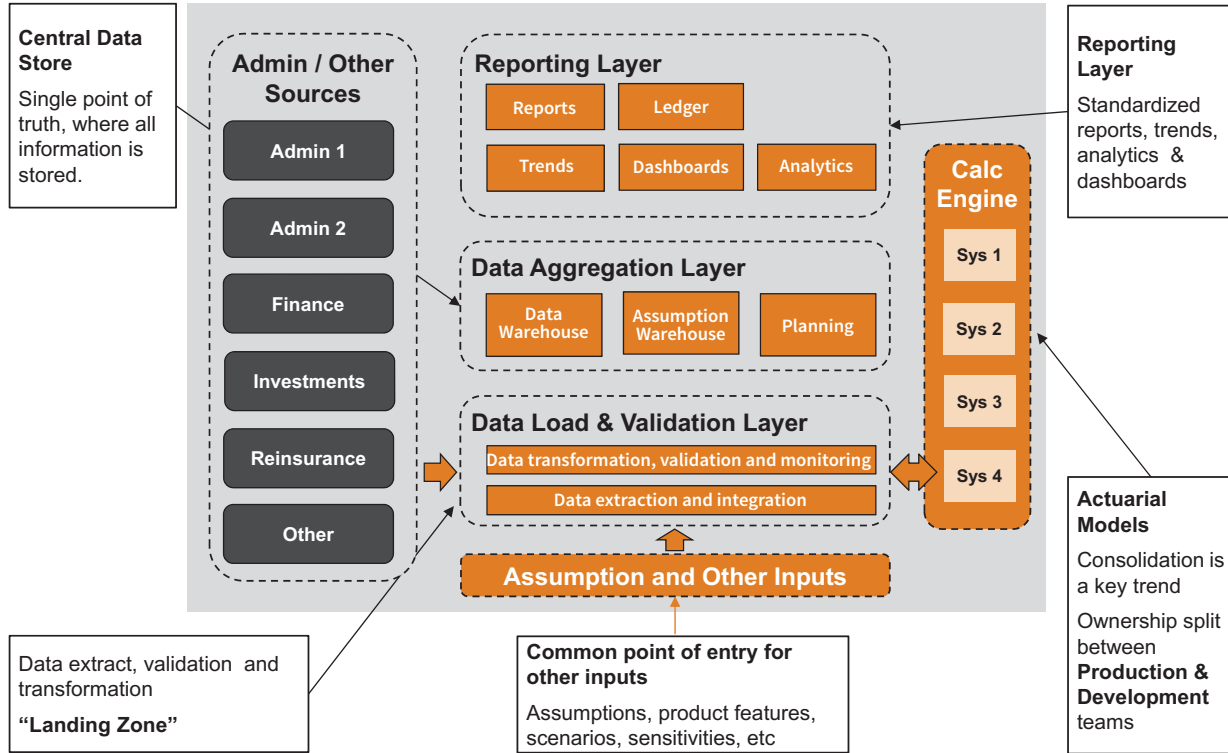 Central Data
Store
Single point of
truth, where all
information is
stored.
Admin / Other
Sources
Admin 1
Admin 2
Finance
Investments
Reinsurance
Other
Reporting Layer
Reports
Ledger
Trends
Dashboards
Analytics
Data Aggregation Layer
Data
Warehouse
Assumption
Warehouse
Planning
Data Load & Validation Layer
Data transformation, validation and monitoring
Data extraction and integration
Assumption and Other Inputs
Calc
Engine
Sys 1
Sys 2
Sys 3
Sys 4
Reporting
Layer
Standardized
reports, trends,
analytics &
dashboards
Actuarial
Models
Consolidation is
a key trend
Ownership split
between
Production &
Development
teams
Data extract, validation and
transformation
“Landing Zone”
Common point of entry for
other inputs
Assumptions, product features,
scenarios, sensitivities, etc